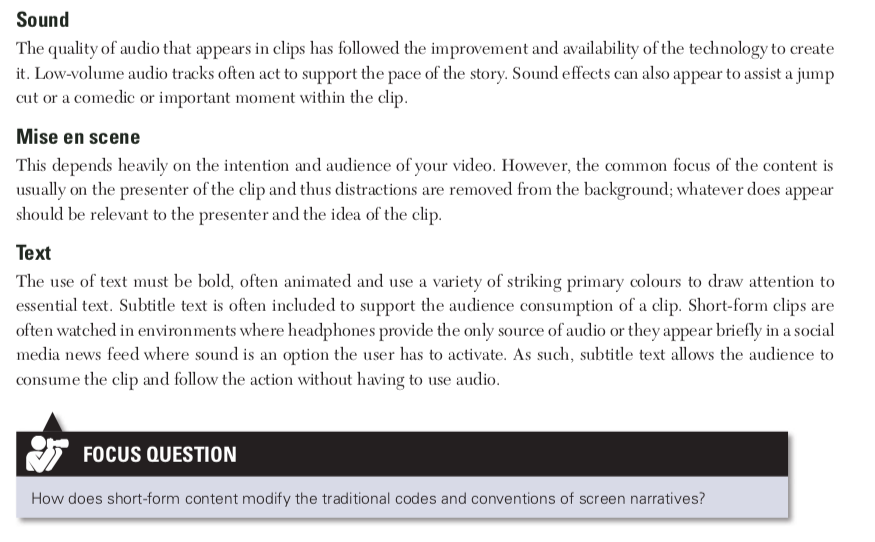 Sound
The quality of audio that appears in clips has followed the improvement and availability of the technology to create
it. Low-volume audio tracks often act to support the pace of the story. Sound effects can also appear to assist a jump
cut or a comedic or important moment within the clip.
Mise en scene
This depends heavily on the intention and audience of your video. However, the common focus of the content is
usually on the presenter of the clip and thus distractions are removed from the background; whatever does appear
should be relevant to the presenter and the idea of the clip.
Text
The use of text must be bold, often animated and use a variety of striking primary colours to draw attention to
essential text. Subtitle text is often included to support the audience consumption of a clip. Short-form clips are
often watched in environments where headphones provide the only source of audio or they appear briefly in a social
media news feed where sound is an option the user has to activate. As such, subtitle text allows the audience to
consume the clip and follow the action without having to use audio.
FOCUS QUESTION
How does short-form content modify the traditional codes and conventions of screen narratives?